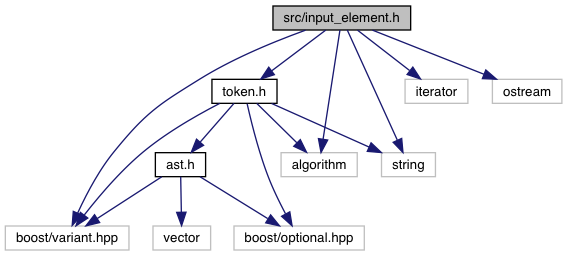 src/input_element.h
token.h
iterator
ostream
ast.h
algorithm
string
boost/variant.hpp
vector
boost/optional.hpp